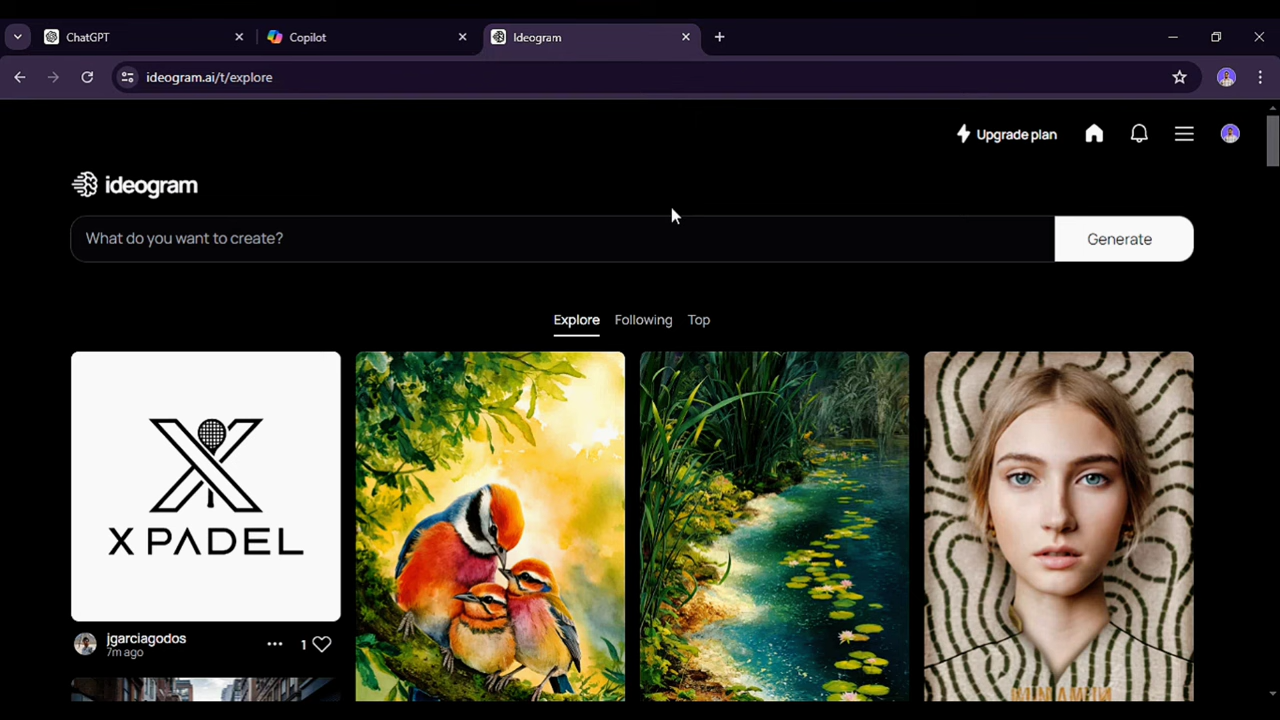 ChatGPT
Copilot
Ideogram
ideogram.ai/t/explore
Upgrade plan
ideogram
What do you want to create?
Generate
Explore Following Top
X PADEL
jgarciagodos
7m ago
1